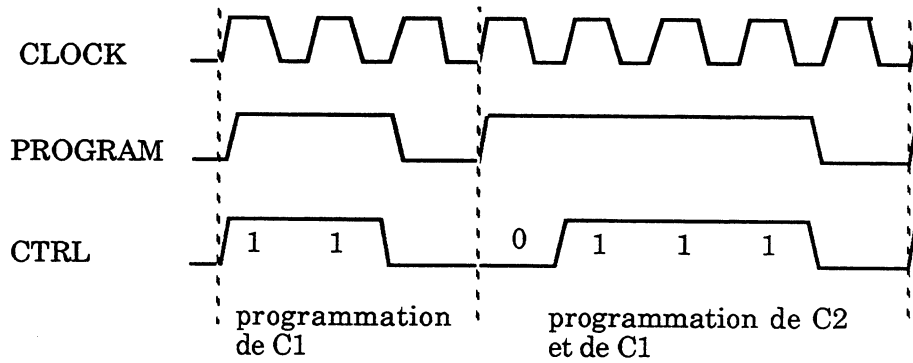 CLOCK
PROGRAM
CTRL
1 1 0 1 1 1
programmation
de C1
programmation de C2
et de C1